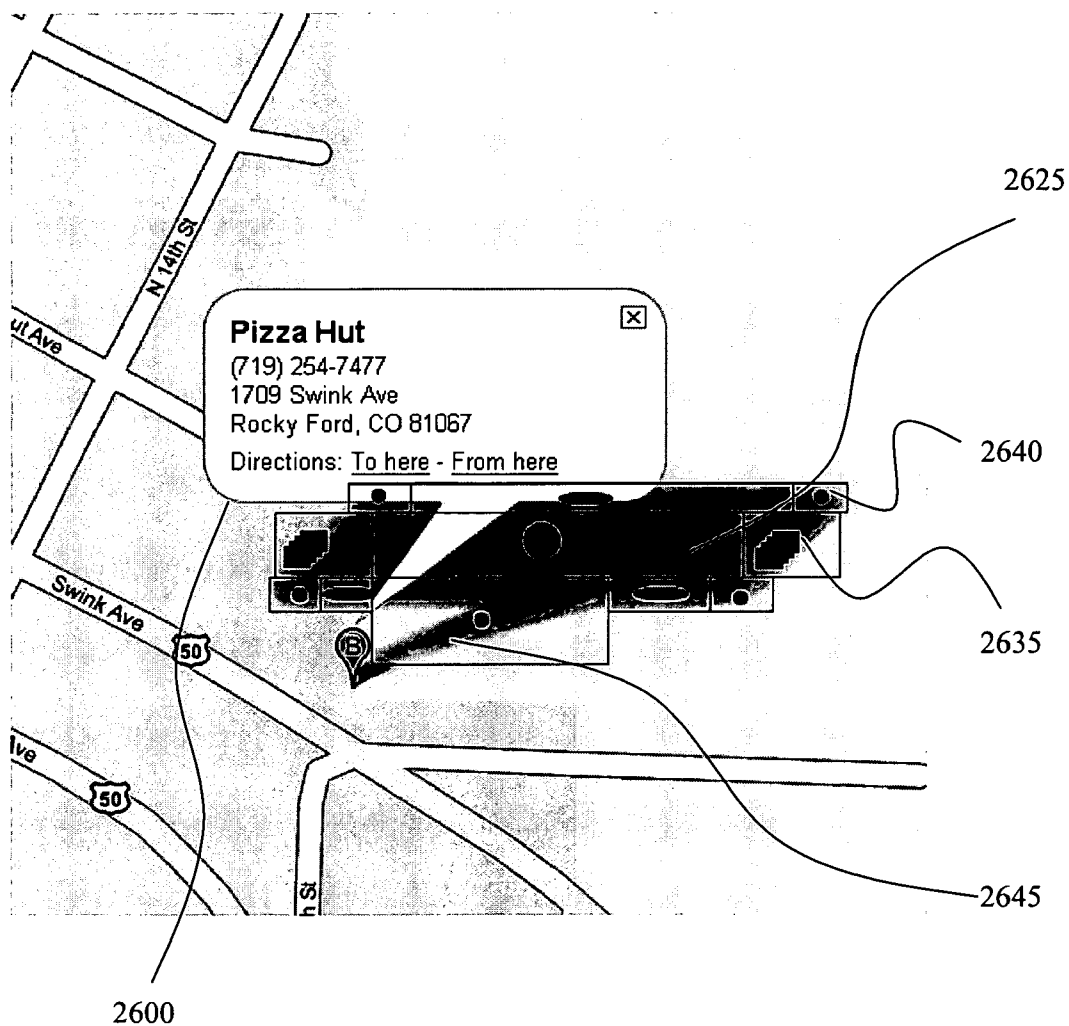 2625
N 14th St
ut Ave
Pizza Hut
(719) 254-7477
1709 Swink Ave
Rocky Ford, CO 81067
Directions: To here - From here
2640
Swink Ave
50
B
2635
Ave
50
h St
2645
2600